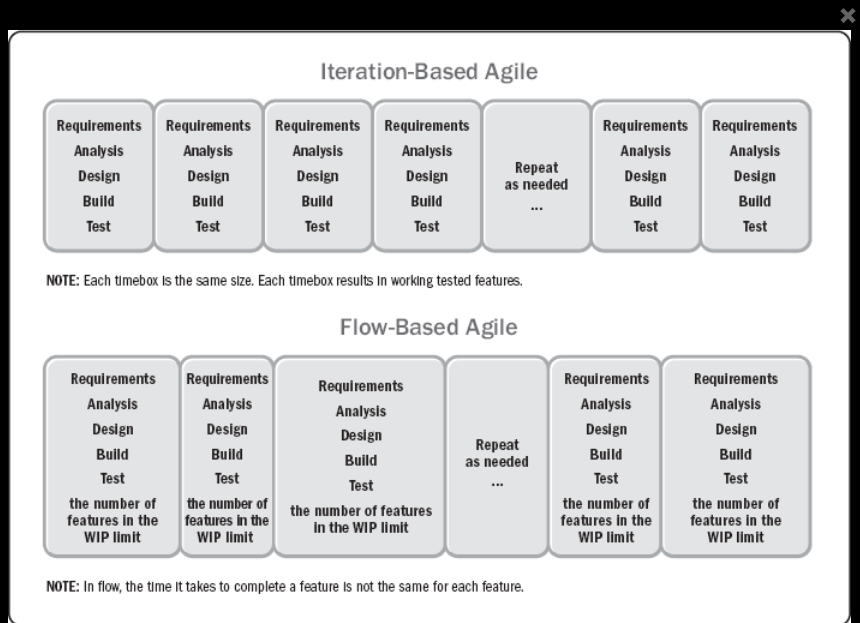 Iteration-Based Agile
Requirements
Analysis
Design
Build
Test
Requirements
Analysis
Design
Build
Test
Requirements
Analysis
Design
Build
Test
Requirements
Analysis
Design
Build
Test
Repeat
as needed
...
Requirements
Analysis
Design
Build
Test
Requirements
Analysis
Design
Build
Test
NOTE: Each timebox is the same size. Each timebox results in working tested features.
Flow-Based Agile
Requirements
Analysis
Design
Build
Test
the number of
features in the
WIP limit
Requirements
Analysis
Design
Build
Test
the number of
features in the
WIP limit
Requirements
Analysis
Design
Build
Test
the number of features
in the WIP limit
Repeat
as needed
...
Requirements
Analysis
Design
Build
Test
the number of
features in the
WIP limit
Requirements
Analysis
Design
Build
Test
the number of
features in the
WIP limit
NOTE: In flow, the time it takes to complete a feature is not the same for each feature.